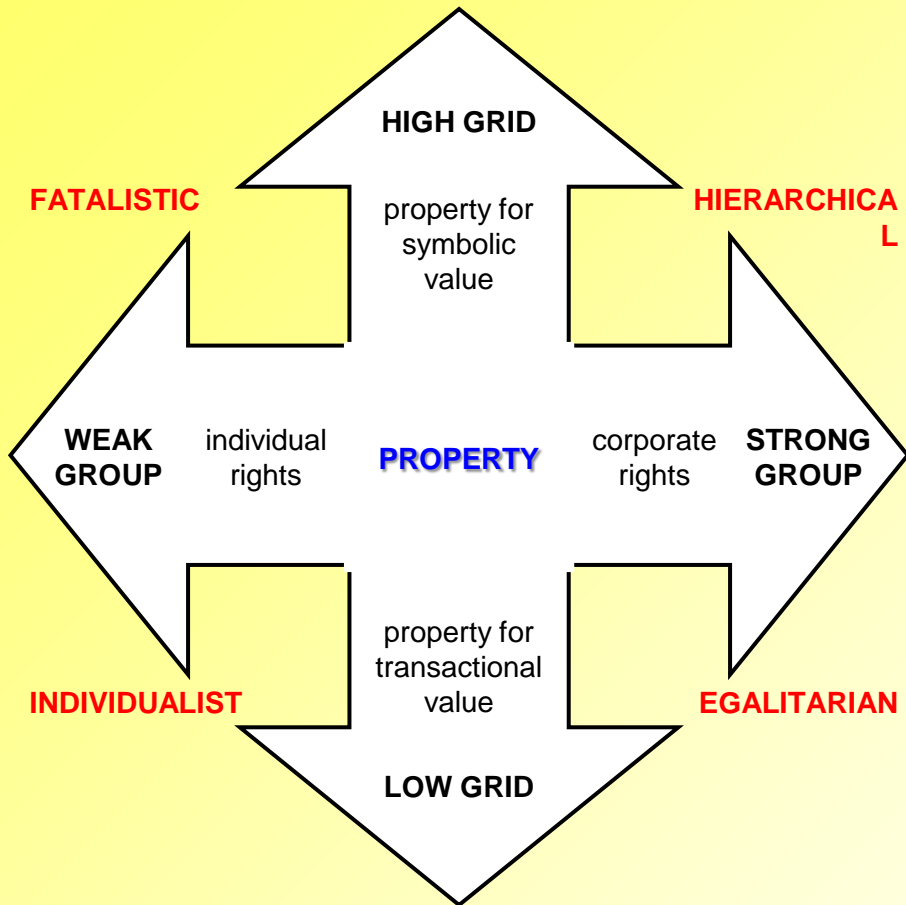 HIGH GRID
FATALISTIC
HIERARCHICA
L
property for
symbolic
value
WEAK
GROUP
individual
rights
PROPERTY
corporate
rights
STRONG
GROUP
property for
transactional
value
INDIVIDUALIST
EGALITARIAN
LOW GRID